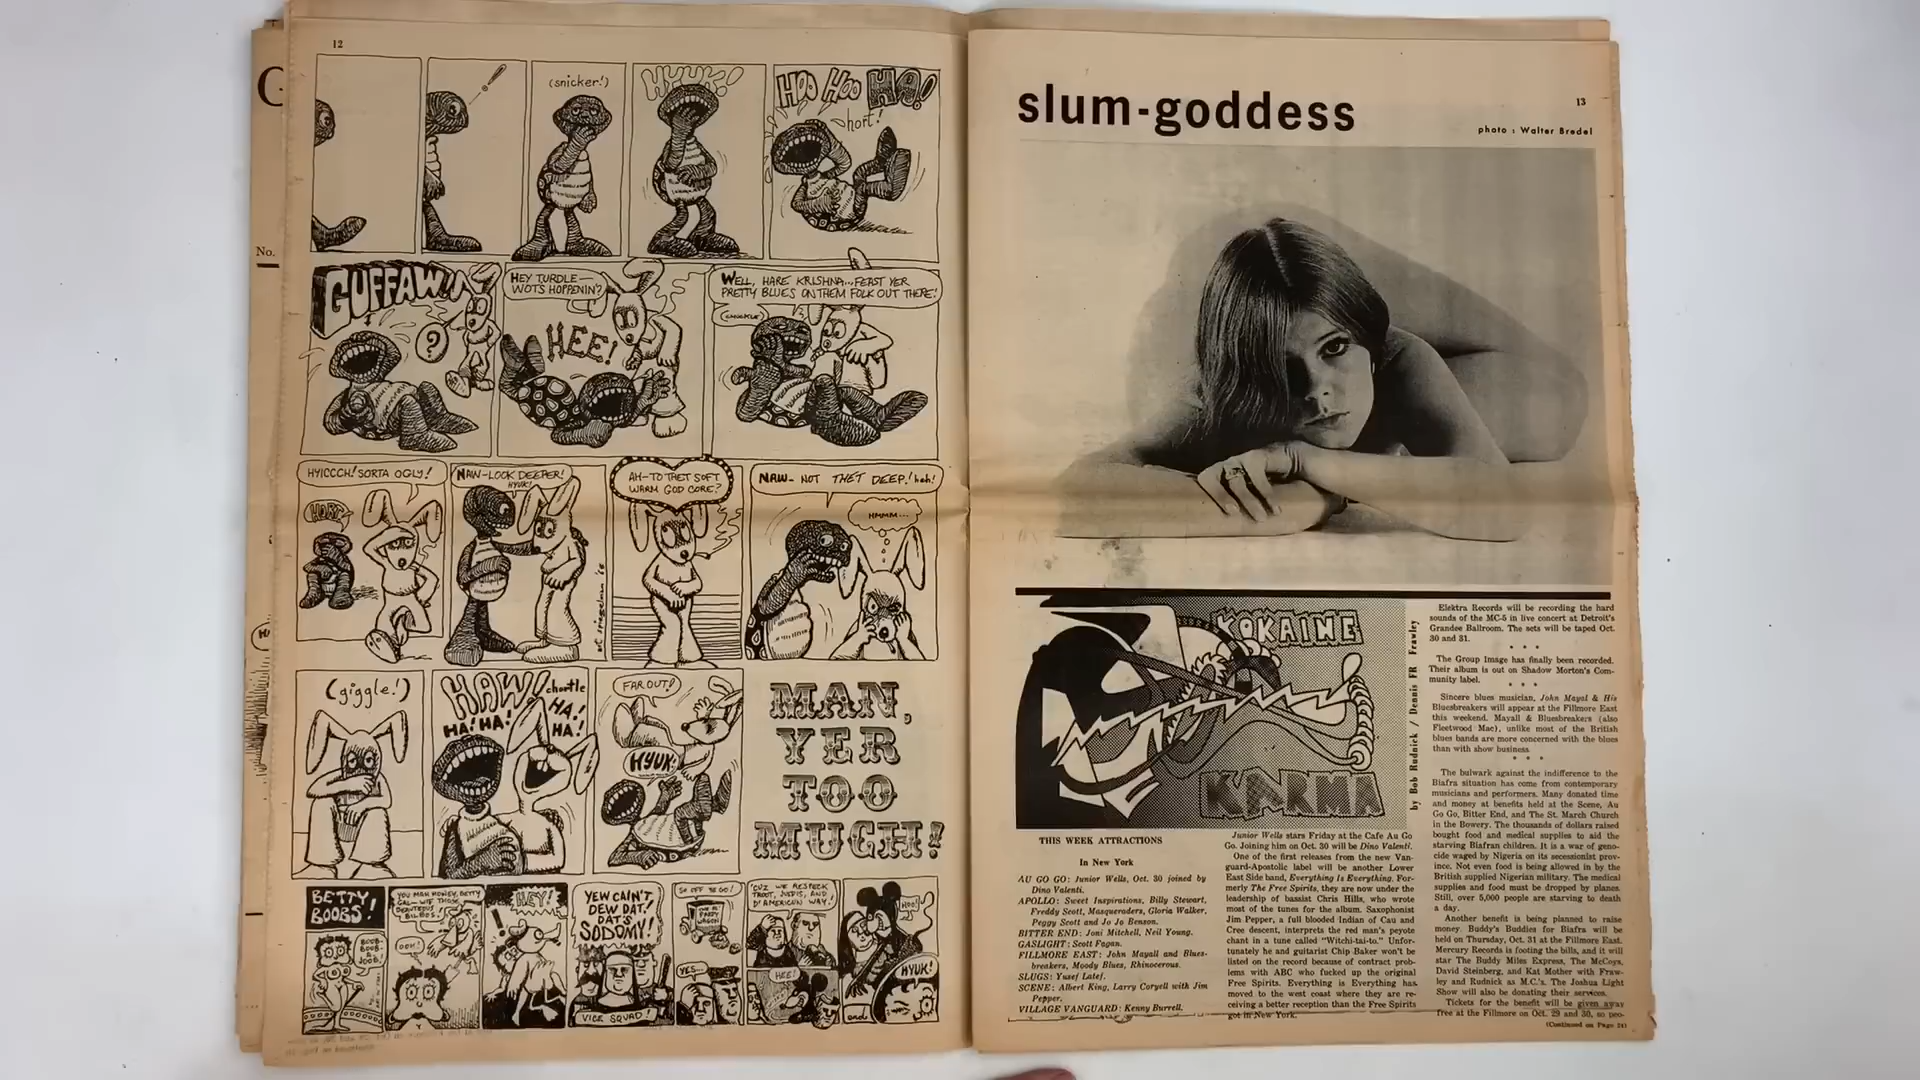 12
(snicker!)
HYUK!
HOO HOO HA!
hort!
GUFFAW!
?
HEY TURDLE—
WOTS HOPPENIN?
HEE!
WELL, HARE KRISHNA...FEAST YER
PRETTY BLUES ON THEM FOLK OUT THERE!
(CHUCKLE)
HYICCCH! SORTA OGLY!
HORT
NAW-LOOK DEEPER!
HYUK!
AH—TO THET SOFT
WARM GOD CORE?
NAW- NOT THET DEEP! heh!
HMMM...
(giggle!)
HAW!
HA! HA!
chortle
HA!
HA!
FAR OUT!
HYUK!
MAN,
YER
TOO
MUCH!
BETTY
BOOBS!
BOOB-
BOOB-
A
DOOB!
OOH!
HEY!
YEW CAIN'T
DEW DAT!
DAT'S
SODOMY!
VICE SQUAD!
SO OFF TO GO!
YES...
'CUZ WE RESPECK
TROOT, JUSTIS, AND
D'AMERICUN WAY!
HEE!
HOO!
HYUK!
and
slum-goddess
13
photo : Walter Bredel
KOKAINE
KARMA
by Bob Rudnick / Dennis FR Frawley
THIS WEEK ATTRACTIONS
In New York
AU GO GO: Junior Wells, Oct. 30 joined by
Dino Valenti.
APOLLO: Sweet Inspirations, Billy Stewart,
Freddy Scott, Masqueraders, Gloria Walker,
Peggy Scott and Jo Jo Benson.
BITTER END: Joni Mitchell, Neil Young.
GASLIGHT: Scott Fagan.
FILLMORE EAST: John Mayall and Blues-
breakers, Moody Blues, Rhinocerous.
SLUGS: Yusef Latef.
SCENE: Albert King, Larry Coryell with Jim
Pepper.
VILLAGE VANGUARD: Kenny Burrell.
Junior Wells stars Friday at the Cafe Au Go
Go. Joining him on Oct. 30 will be Dino Valenti.
One of the first releases from the new Van-
guard-Apostolic label will be another Lower
East Side band, Everything Is Everything. For-
merly The Free Spirits, they are now under the
leadership of bassist Chris Hills, who wrote
most of the tunes for the album. Saxophonist
Jim Pepper, a full blooded Indian of Cau and
Cree descent, interprets the red man's peyote
chant in a tune called "Witchi-tai-to." Unfor-
tunately he and guitarist Chip Baker won't be
listed on the record because of contract prob-
lems with ABC who fucked up the original
Free Spirits. Everything is Everything has
moved to the west coast where they are re-
ceiving a better reception than the Free Spirits
got in New York.
Elektra Records will be recording the hard
sounds of the MC-5 in live concert at Detroit's
Grandee Ballroom. The sets will be taped Oct.
30 and 31.
* * *
The Group Image has finally been recorded.
Their album is out on Shadow Morton's Com-
munity label.
* * *
Sincere blues musician, John Mayal & His
Bluesbreakers will appear at the Fillmore East
this weekend. Mayall & Bluesbreakers (also
Fleetwood Mac), unlike most of the British
blues bands are more concerned with the blues
than with show business
* * *
The bulwark against the indifference to the
Biafra situation has come from contemporary
musicians and performers. Many donated time
and money at benefits held at the Scene, Au
Go Go, Bitter End, and The St. March Church
in the Bowery. The thousands of dollars raised
bought food and medical supplies to aid the
starving Biafran children. It is a war of geno-
cide waged by Nigeria on its secessionist prov-
ince. Not even food is being allowed in by the
British supplied Nigerian military. The medical
supplies and food must be dropped by planes.
Still, over 5,000 people are starving to death
a day.
Another benefit is being planned to raise
money. Buddy's Buddies for Biafra will be
held on Thursday, Oct. 31 at the Fillmore East.
Mercury Records is footing the bills, and it will
star The Buddy Miles Express, The McCoys,
David Steinberg, and Kat Mother with Fraw-
ley and Rudnick as M.C.'s. The Joshua Light
Show will also be donating their services.
Tickets for the benefit will be given away
free at the Fillmore on Oct. 29 and 30, so peo-
(Continued on Page 24)
No.